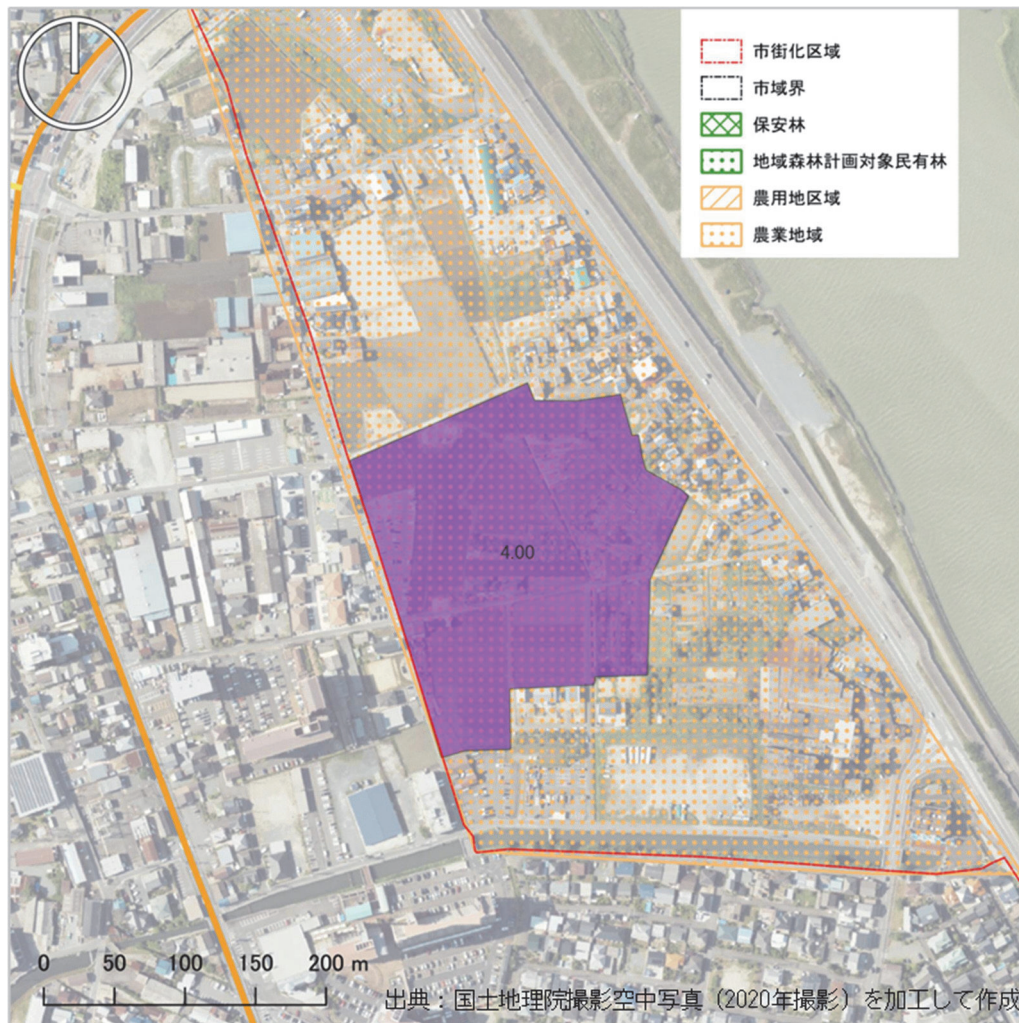 市街化区域
市域界
保安林
地域森林計画対象民有林
農用地区域
農業地域
4.00
0 50 100 150 200 m
出典：国土地理院撮影空中写真（2020年撮影）を加工して作成